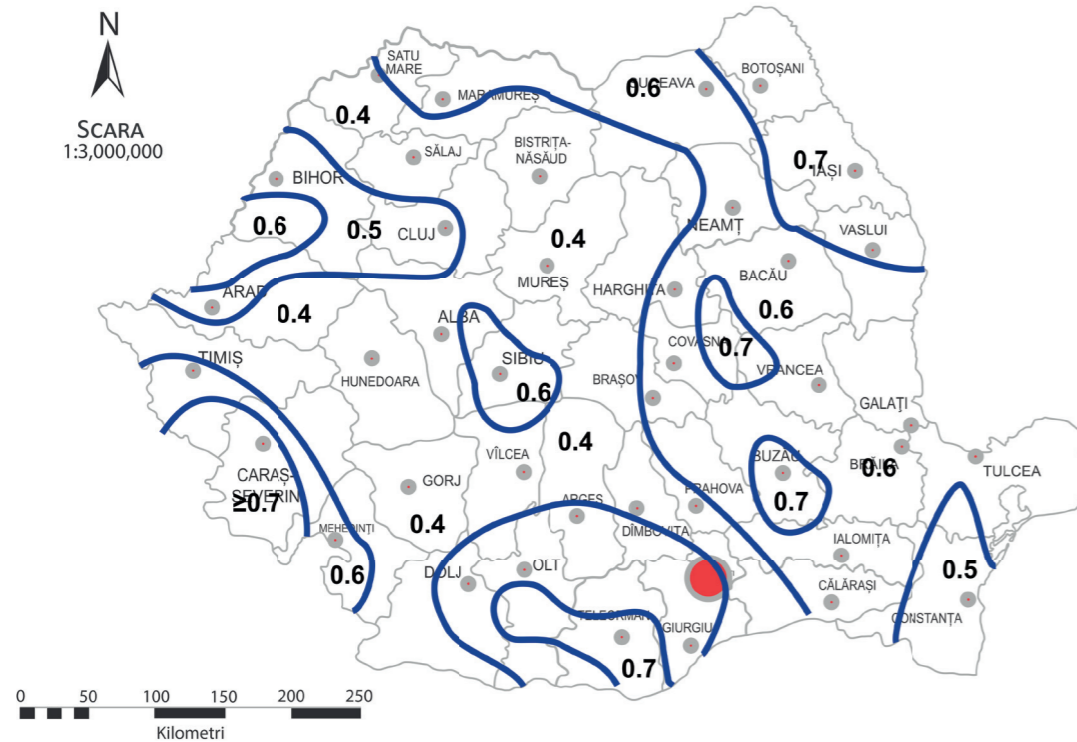 N
SCARA
1:3,000,000
SATU
MARE
MARAMUREȘ
0.4
0.6
SUCEAVA
BOTOȘANI
SĂLAJ
BISTRIȚA-
NĂSĂUD
0.7
IAȘI
BIHOR
0.6
0.5
CLUJ
0.4
NEAMȚ
VASLUI
MUREȘ
HARGHITA
BACĂU
ARAD
0.4
ALBA
0.6
TIMIȘ
HUNEDOARA
SIBIU
0.6
BRAȘOV
COVASNA
0.7
VRANCEA
GALAȚI
CARAȘ-
SEVERIN
≥0.7
GORJ
VÎLCEA
0.4
BUZĂU
0.7
BRĂILA
0.6
TULCEA
MEHEDINȚI
0.4
ARGEȘ
DÎMBOVIȚA
PRAHOVA
IALOMIȚA
0.6
DOLJ
OLT
0.5
CĂLĂRAȘI
CONSTANȚA
TELEORMAN
0.7
GIURGIU
0 50 100 150 200 250
Kilometri